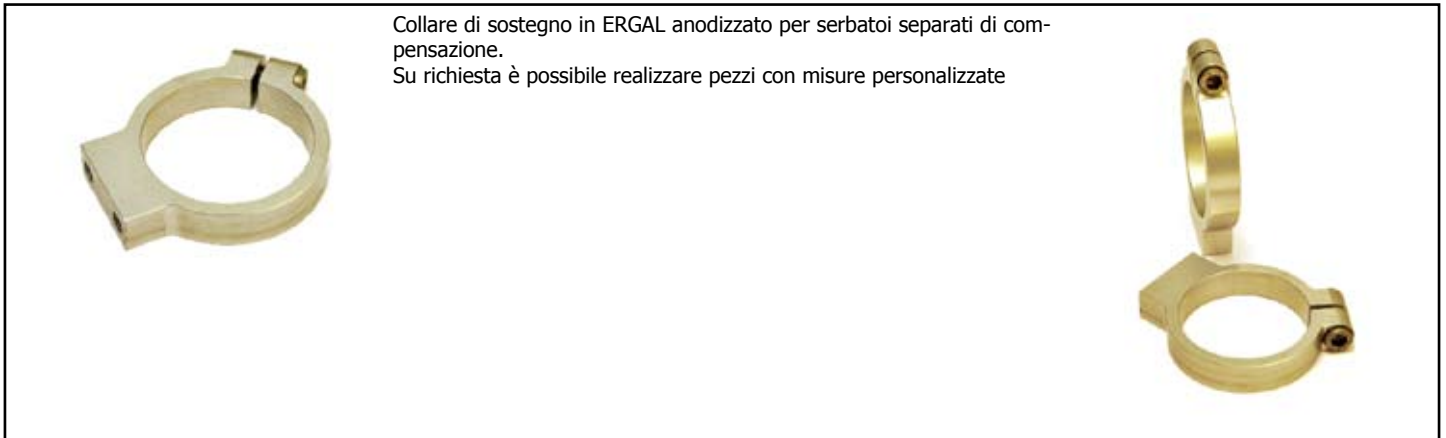 Collare di sostegno in ERGAL anodizzato per serbatoi separati di com-
pensazione.
Su richiesta è possibile realizzare pezzi con misure personalizzate